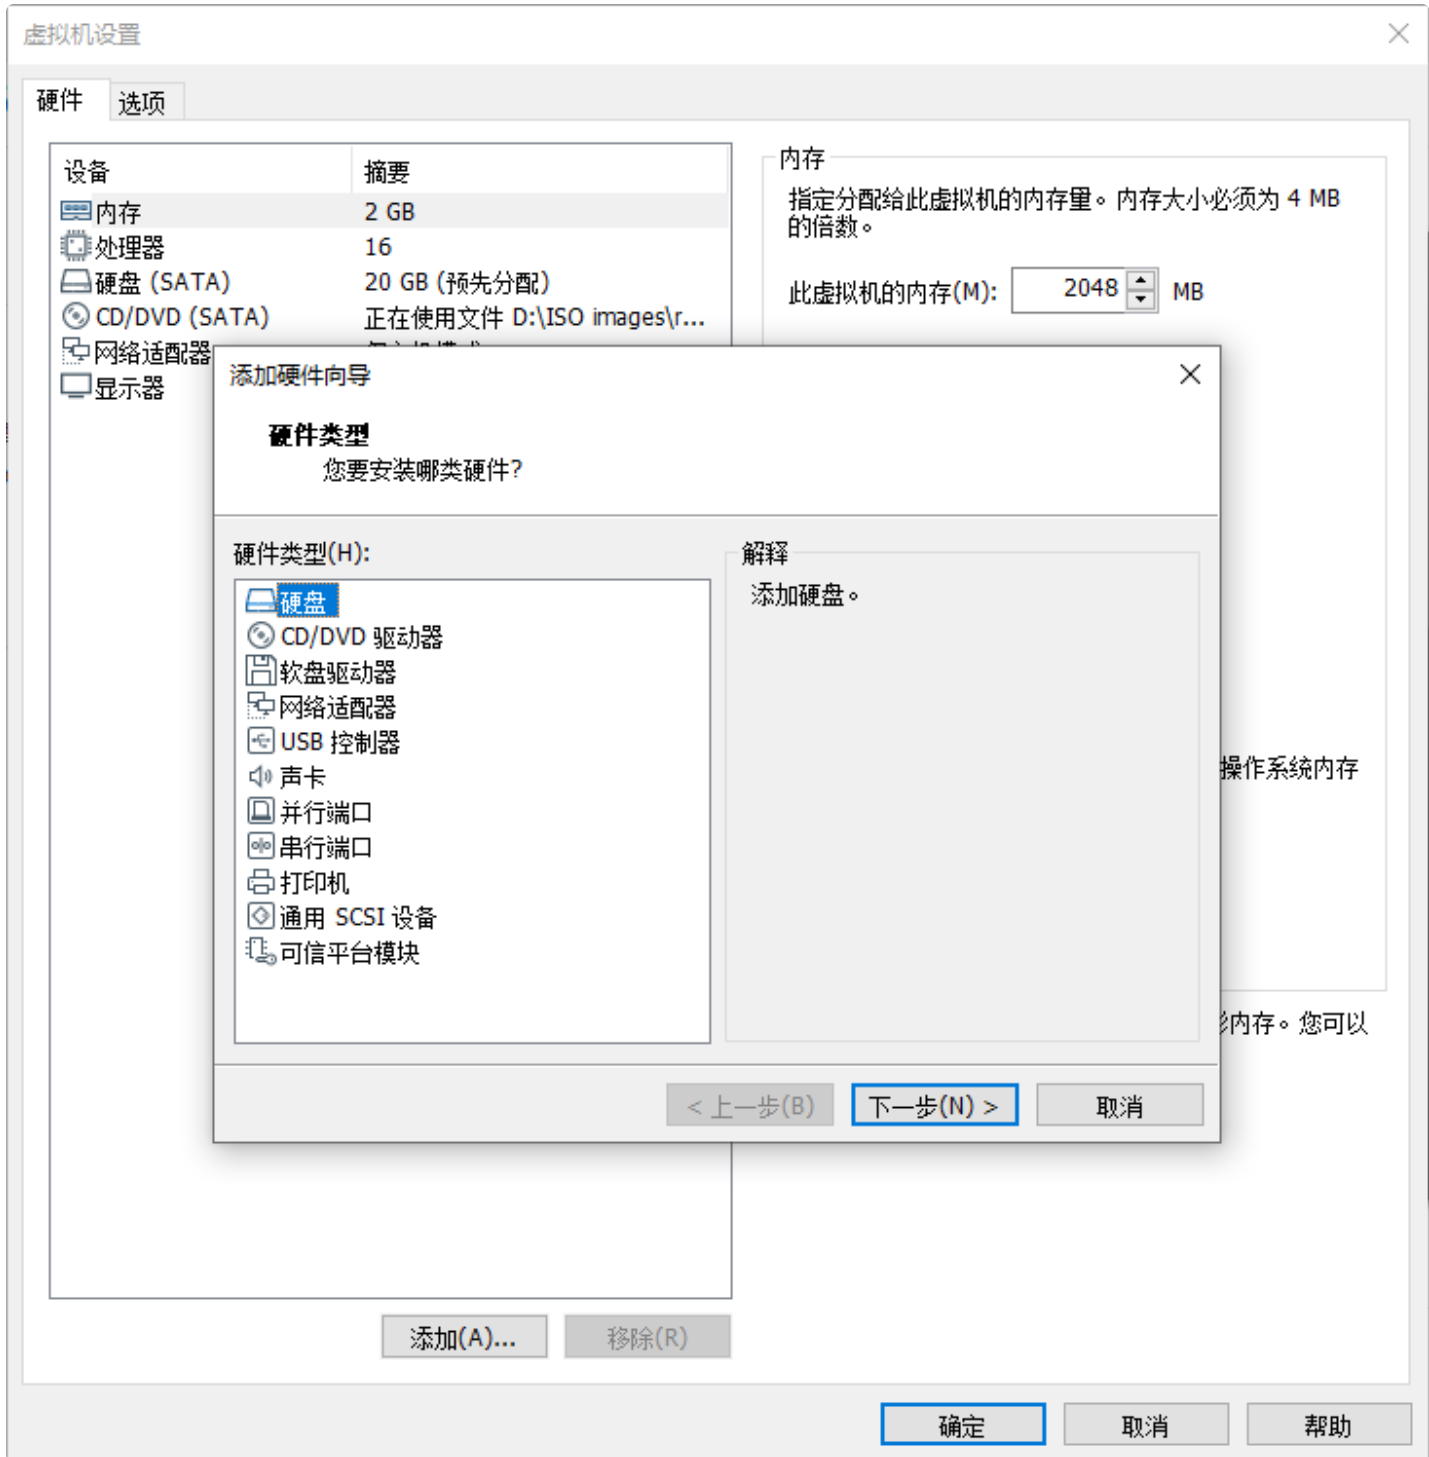 虚拟机设置
硬件
选项
设备 摘要
内存 2 GB
处理器 16
硬盘 (SATA) 20 GB (预先分配)
CD/DVD (SATA) 正在使用文件 D:\ISO images\r...
网络适配器
显示器
内存
指定分配给此虚拟机的内存量。内存大小必须为 4 MB
的倍数。
此虚拟机的内存(M): 2048 MB
操作系统内存
内存。您可以
添加硬件向导
硬件类型
您要安装哪类硬件?
硬件类型(H):
硬盘
CD/DVD 驱动器
软盘驱动器
网络适配器
USB 控制器
声卡
并行端口
串行端口
打印机
通用 SCSI 设备
可信平台模块
解释
添加硬盘。
< 上一步(B)
下一步(N) >
取消
添加(A)...
移除(R)
确定
取消
帮助